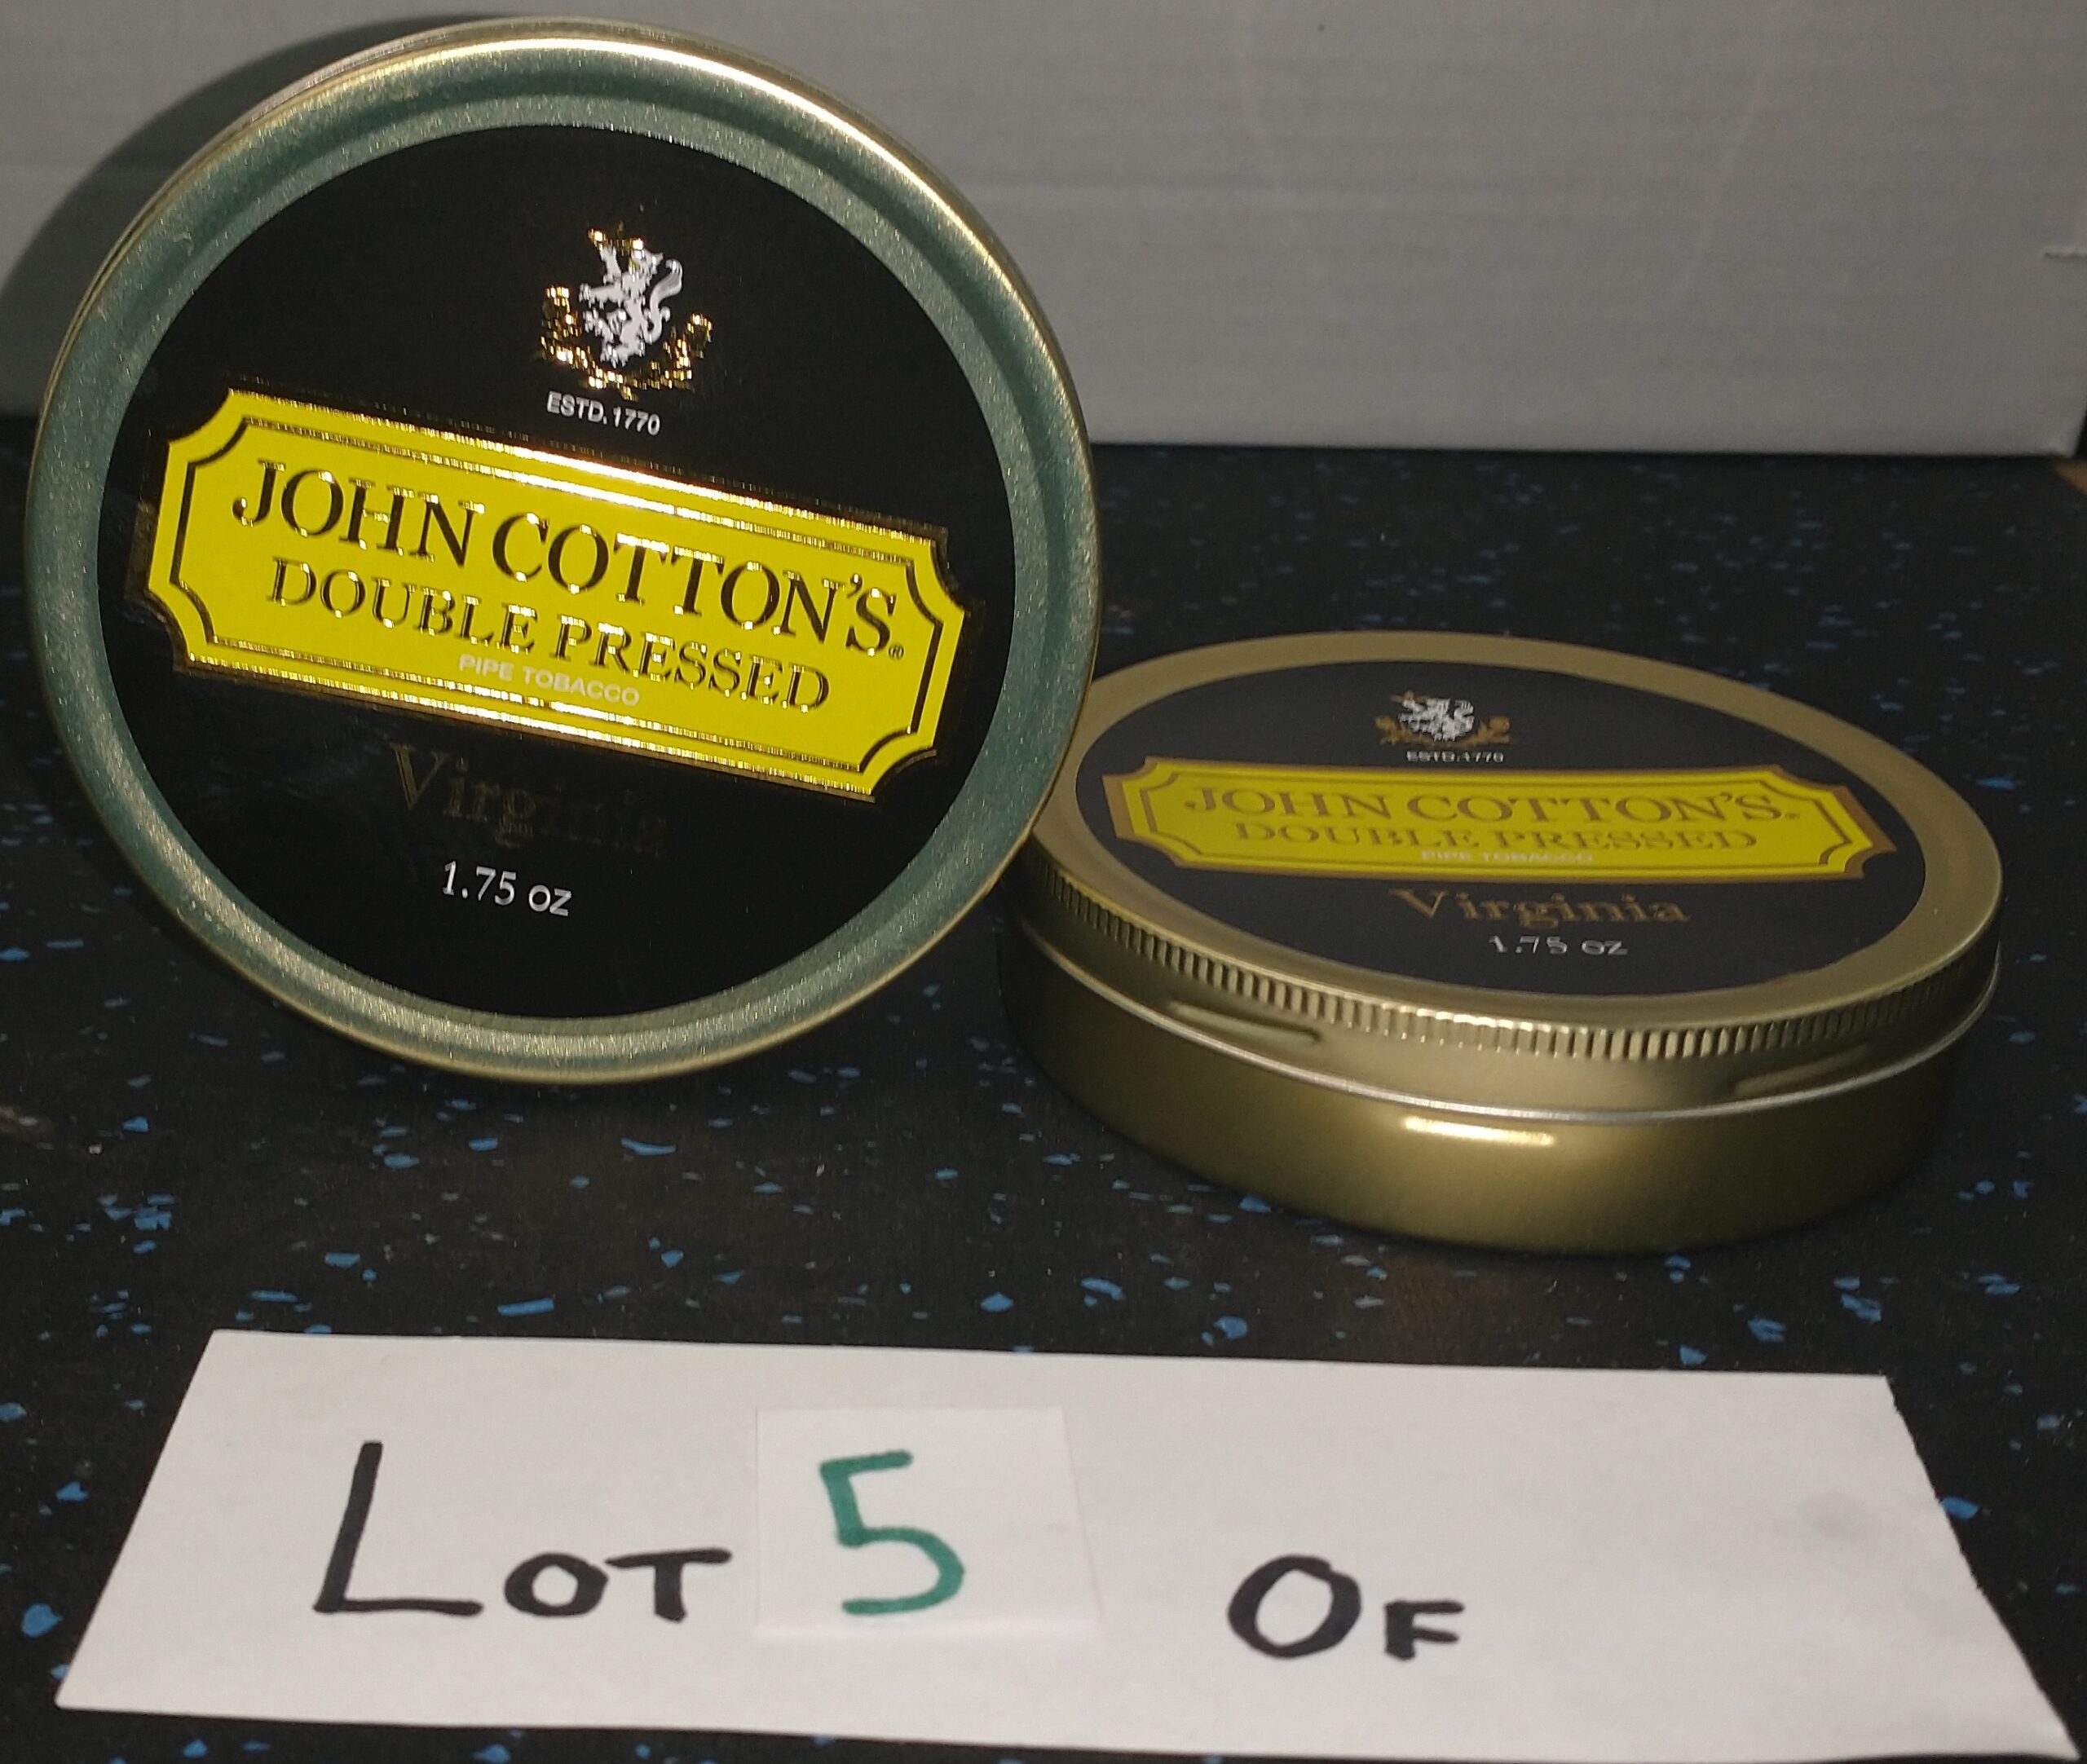 ESTD. 1770
JOHN COTTON'S®
DOUBLE PRESSED
PIPE TOBACCO
Virginia
1.75 oz
ESTD. 1770
JOHN COTTON'S®
DOUBLE PRESSED
PIPE TOBACCO
Virginia
1.75 oz
LOT 5 OF